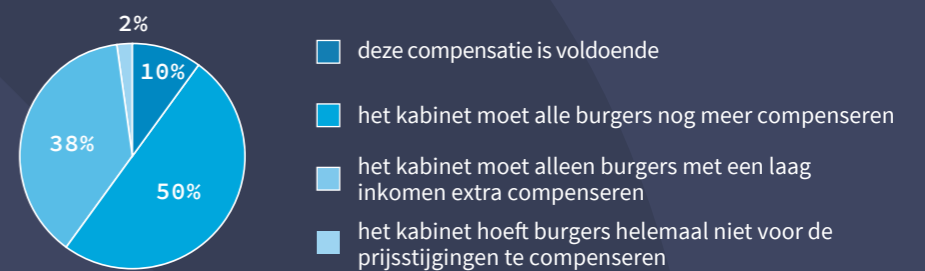 2%
10%
38%
50%
deze compensatie is voldoende
het kabinet moet alle burgers nog meer compenseren
het kabinet moet alleen burgers met een laag
inkomen extra compenseren
het kabinet hoeft burgers helemaal niet voor de
prijsstijgingen te compenseren